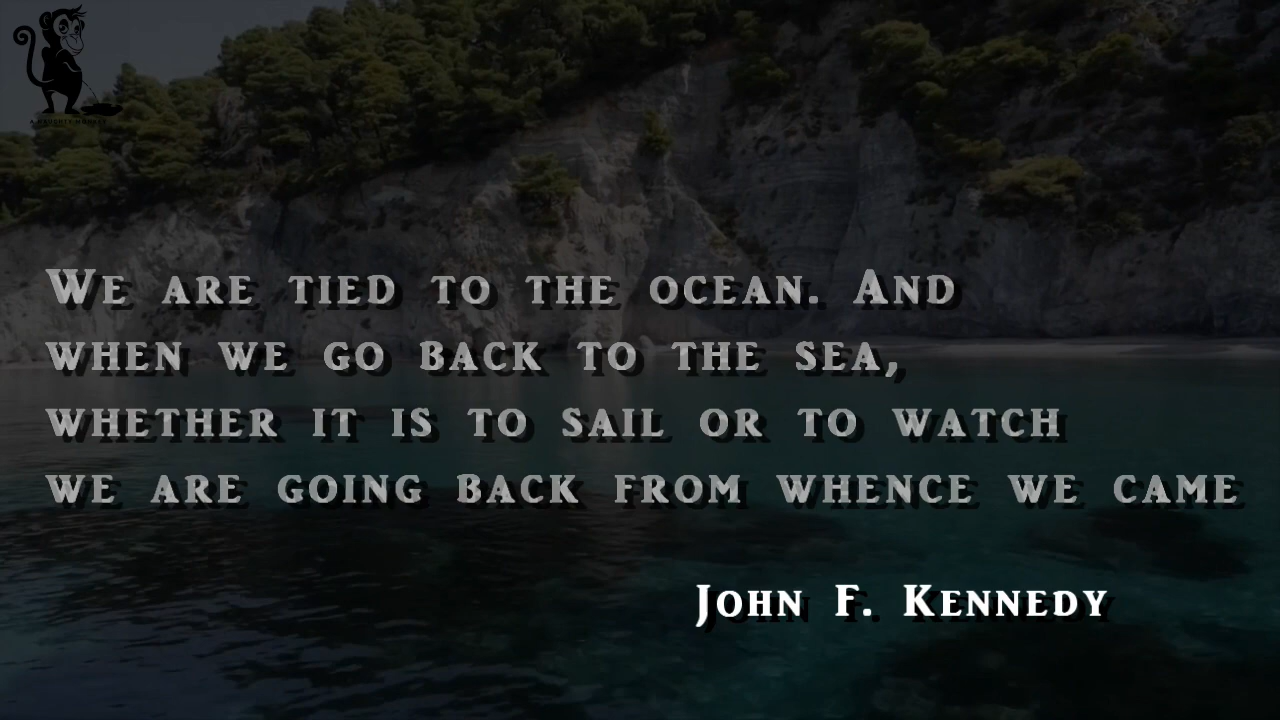 We are tied to the ocean. And
when we go back to the sea,
whether it is to sail or to watch
we are going back from whence we came
John F. Kennedy